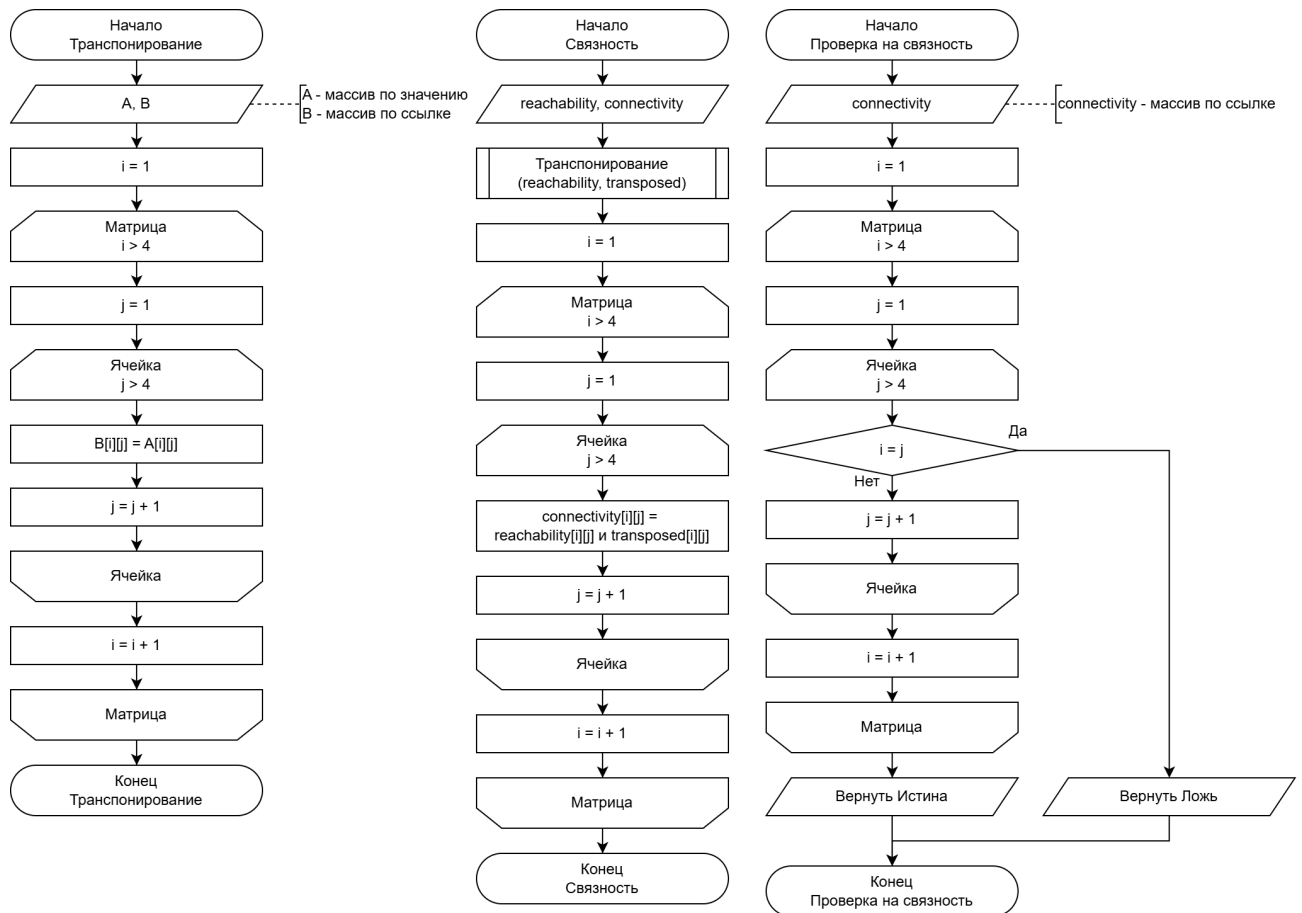 Начало
Транспонирование
A, B
A - массив по значению
B - массив по ссылке
i = 1
Матрица
i > 4
j = 1
Ячейка
j > 4
B[i][j] = A[i][j]
j = j + 1
Ячейка
i = i + 1
Матрица
Конец
Транспонирование
Начало
Связность
reachability, connectivity
Транспонирование
(reachability, transposed)
i = 1
Матрица
i > 4
j = 1
Ячейка
j > 4
connectivity[i][j] =
reachability[i][j] и transposed[i][j]
j = j + 1
Ячейка
i = i + 1
Матрица
Конец
Связность
Начало
Проверка на связность
connectivity
connectivity - массив по ссылке
i = 1
Матрица
i > 4
j = 1
Ячейка
j > 4
i = j
Да
Нет
j = j + 1
Ячейка
i = i + 1
Матрица
Вернуть Истина
Вернуть Ложь
Конец
Проверка на связность